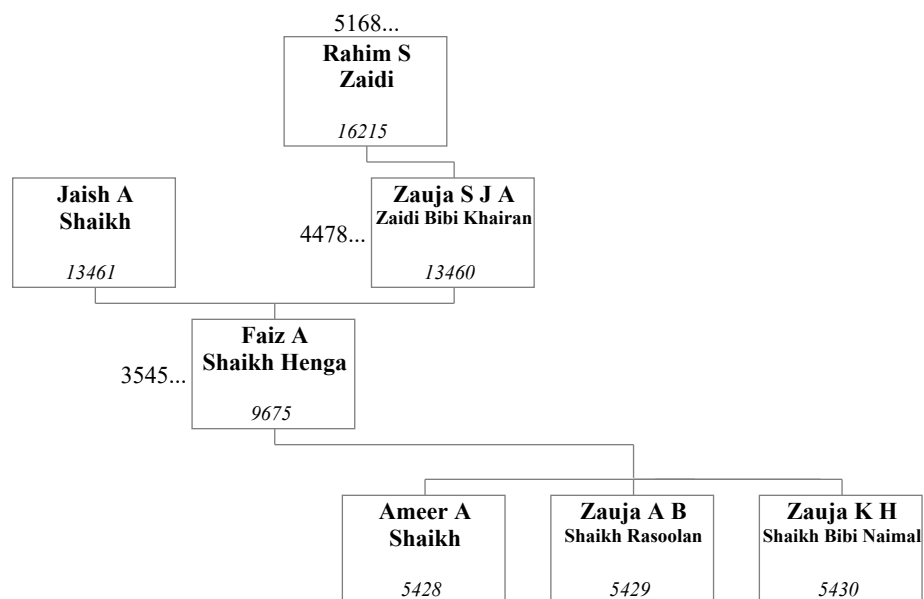 5168...
Rahim S
Zaidi
16215
Jaish A
Shaikh
13461
Zauja S J A
Zaidi Bibi Khairan
13460
4478...
Faiz A
Shaikh Henga
9675
3545...
Ameer A
Shaikh
5428
Zauja A B
Shaikh Rasoolan
5429
Zauja K H
Shaikh Bibi Naimal
5430